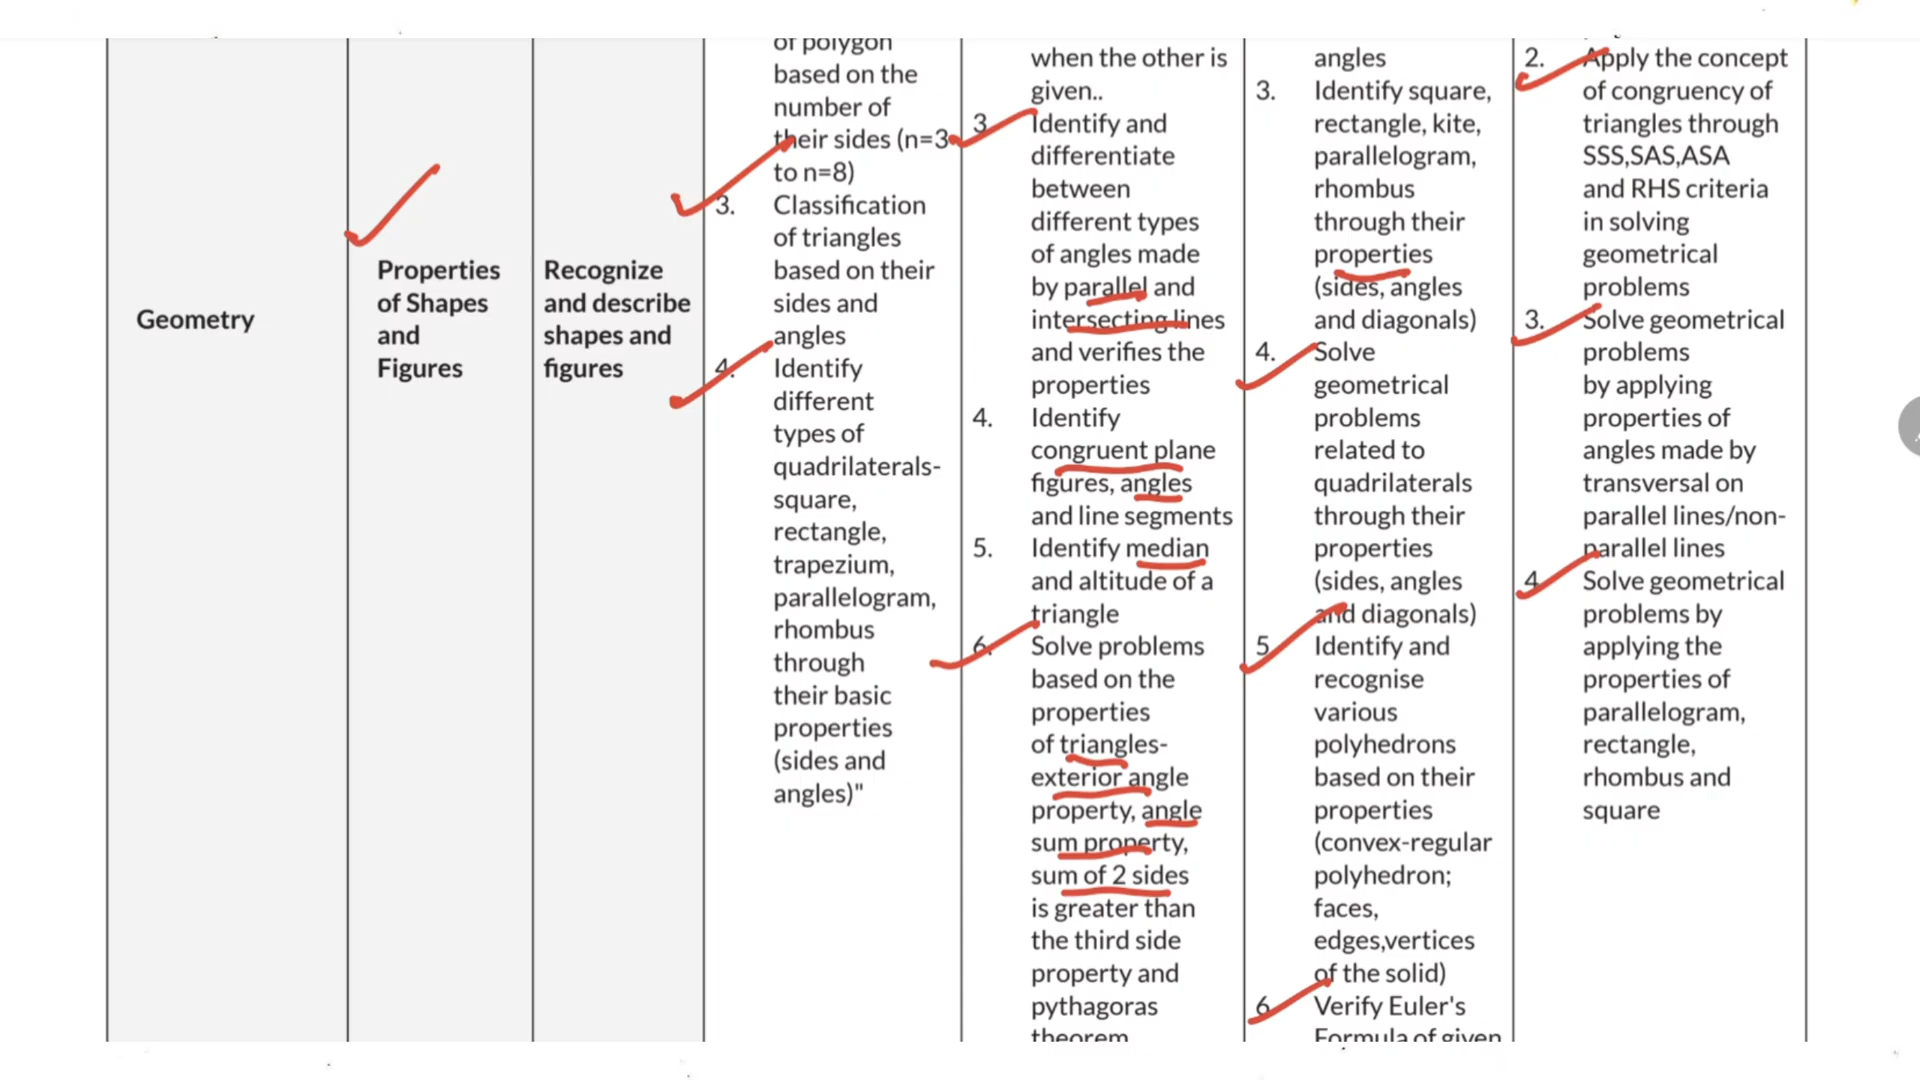 Geometry
Properties
of Shapes
and
Figures
Recognize
and describe
shapes and
figures
of polygon
based on the
number of
their sides (n=3
to n=8)
3. Classification
of triangles
based on their
sides and
angles
4. Identify
different
types of
quadrilaterals-
square,
rectangle,
trapezium,
parallelogram,
rhombus
through
their basic
properties
(sides and
angles)"
when the other is
given..
3. Identify and
differentiate
between
different types
of angles made
by parallel and
intersecting lines
and verifies the
properties
4. Identify
congruent plane
figures, angles
and line segments
5. Identify median
and altitude of a
triangle
6. Solve problems
based on the
properties
of triangles-
exterior angle
property, angle
sum property,
sum of 2 sides
is greater than
the third side
property and
pythagoras
theorem
angles
3. Identify square,
rectangle, kite,
parallelogram,
rhombus
through their
properties
(sides, angles
and diagonals)
4. Solve
geometrical
problems
related to
quadrilaterals
through their
properties
(sides, angles
and diagonals)
5. Identify and
recognise
various
polyhedrons
based on their
properties
(convex-regular
polyhedron;
faces,
edges,vertices
of the solid)
6. Verify Euler's
Formula of given
2. Apply the concept
of congruency of
triangles through
SSS,SAS,ASA
and RHS criteria
in solving
geometrical
problems
3. Solve geometrical
problems
by applying
properties of
angles made by
transversal on
parallel lines/non-
parallel lines
4. Solve geometrical
problems by
applying the
properties of
parallelogram,
rectangle,
rhombus and
square